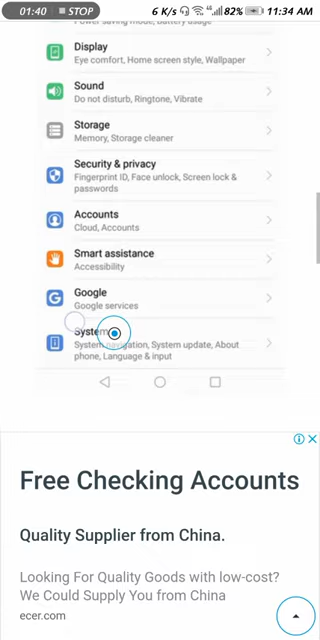 01:40 STOP 6 K/s 4G 82% 11:34 AM
Power saving mode, Battery usage
Display
Eye comfort, Home screen style, Wallpaper
Sound
Do not disturb, Ringtone, Vibrate
Storage
Memory, Storage cleaner
Security & privacy
Fingerprint ID, Face unlock, Screen lock &
passwords
Accounts
Cloud, Accounts
Smart assistance
Accessibility
Google
Google services
System
System navigation, System update, About
phone, Language & input
Free Checking Accounts
Quality Supplier from China.
Looking For Quality Goods with low-cost?
We Could Supply You from China
ecer.com